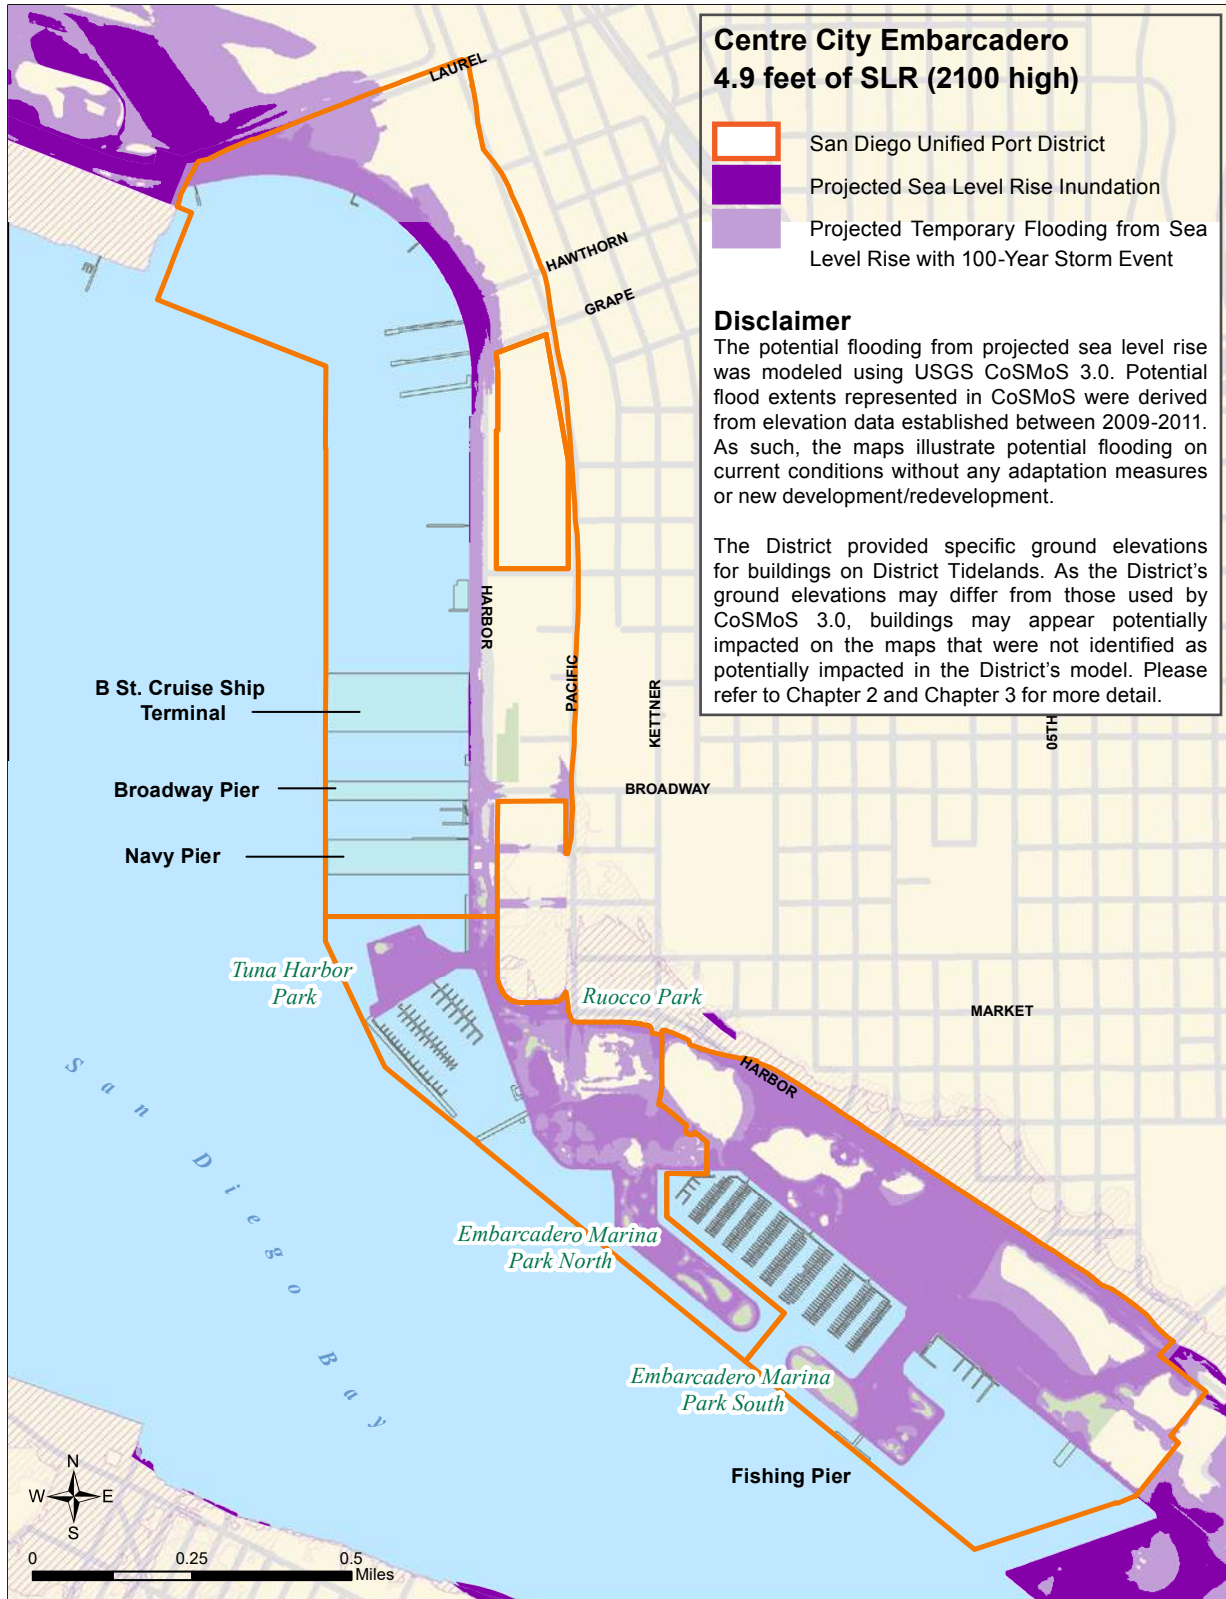 Centre City Embarcadero
4.9 feet of SLR (2100 high)
San Diego Unified Port District
Projected Sea Level Rise Inundation
Projected Temporary Flooding from Sea
Level Rise with 100-Year Storm Event
Disclaimer
The potential flooding from projected sea level rise
was modeled using USGS CoSMoS 3.0. Potential
flood extents represented in CoSMoS were derived
from elevation data established between 2009-2011.
As such, the maps illustrate potential flooding on
current conditions without any adaptation measures
or new development/redevelopment.
The District provided specific ground elevations
for buildings on District Tidelands. As the District's
ground elevations may differ from those used by
CoSMoS 3.0, buildings may appear potentially
impacted on the maps that were not identified as
potentially impacted in the District's model. Please
refer to Chapter 2 and Chapter 3 for more detail.
LAUREL
HAWTHORN
GRAPE
HARBOR
PACIFIC
KETTNER
05TH
B St. Cruise Ship
Terminal
Broadway Pier
BROADWAY
Navy Pier
Tuna Harbor
Park
Ruocco Park
MARKET
HARBOR
San Diego Bay
Embarcadero Marina
Park North
Embarcadero Marina
Park South
Fishing Pier
N
W E
S
0 0.25 0.5
Miles